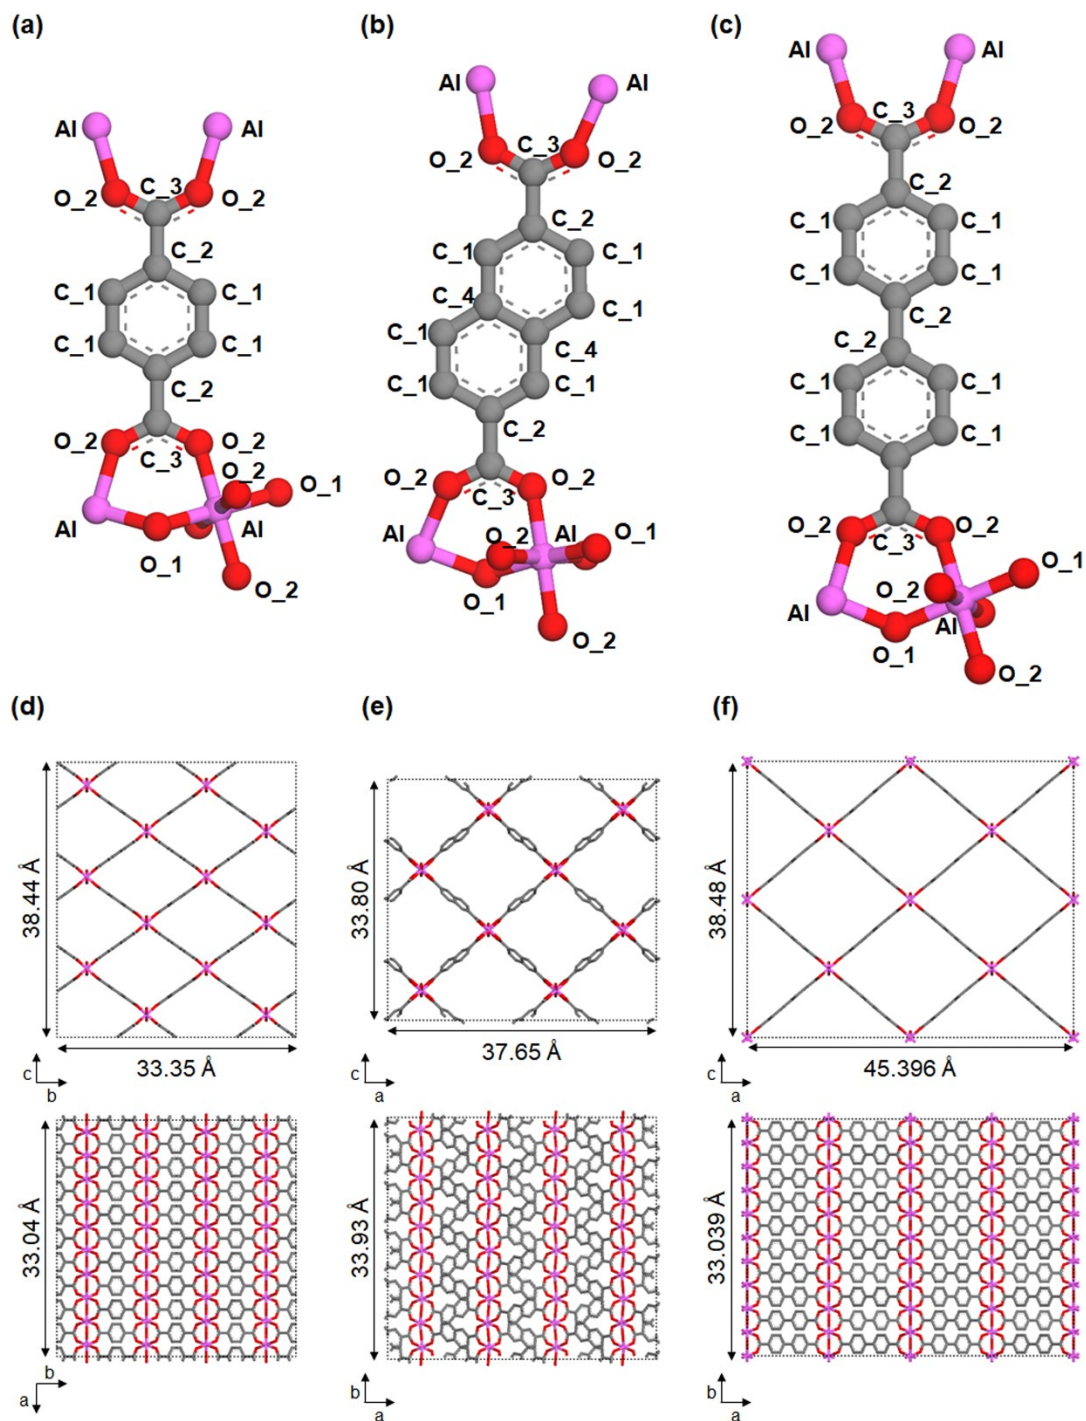 (a)
(b)
(c)
Al Al
O_2 C_3 O_2
C_2
C_1 C_1
C_1 C_1
C_2
O_2 O_2
C_3 O_2 O_1
Al Al
O_1
O_2
Al Al
O_2 C_3 O_2
C_2
C_1 C_1
C_4 C_1
C_1 C_4
C_1 C_1
C_2
O_2 C_3 O_2
Al O_2 Al O_1
O_1
O_2
Al Al
O_2 C_3 O_2
C_2
C_1 C_1
C_1 C_1
C_2
C_2
C_1 C_1
C_1 C_1
O_2 O_2
C_3 O_1
O_2
Al Al
O_1
O_2
(d)
(e)
(f)
38.44 Å
33.35 Å
c
b
33.80 Å
37.65 Å
c
a
38.48 Å
45.396 Å
c
a
33.04 Å
b
a
33.93 Å
b
a
33.039 Å
b
a